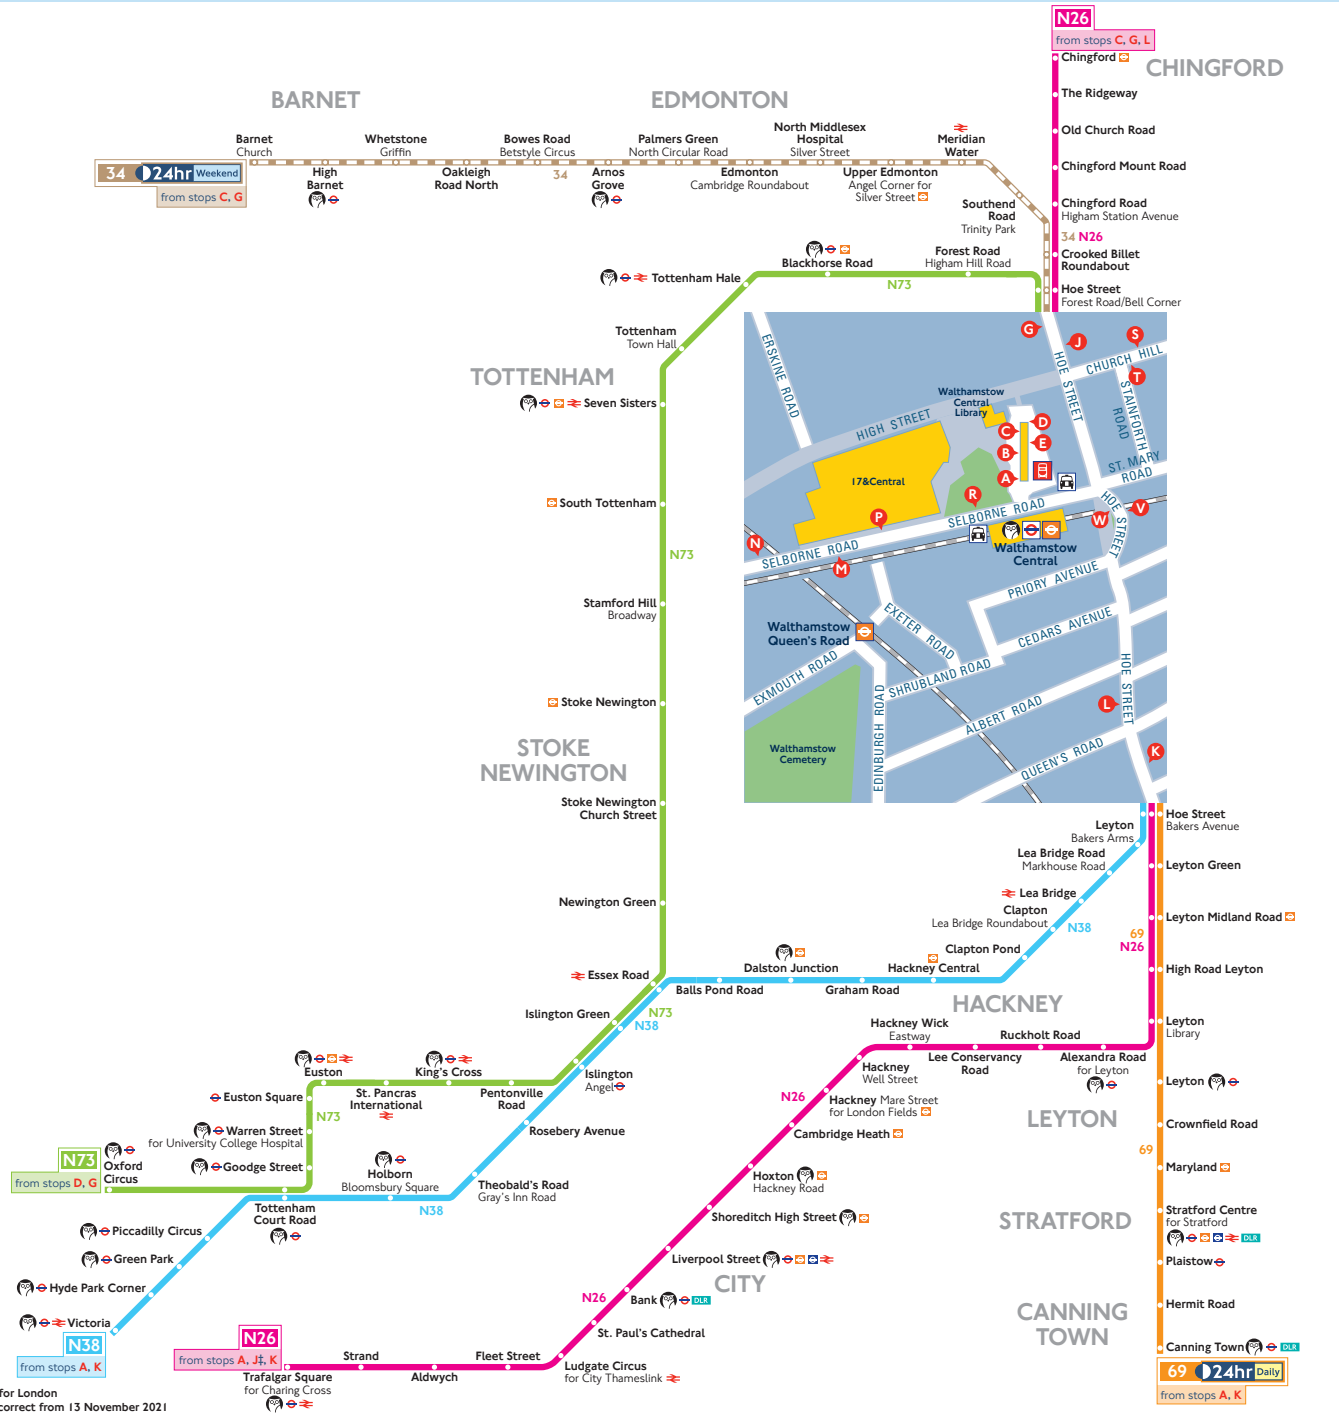 N26
from stops C, G, L
Chingford
CHINGFORD
The Ridgeway
Old Church Road
Chingford Mount Road
Chingford Road
Higham Station Avenue
34 N26
Crooked Billet
Roundabout
Hoe Street
Forest Road/Bell Corner
BARNET
EDMONTON
Barnet
Church
Whetstone
Griffin
Bowes Road
Betstyle Circus
Palmers Green
North Circular Road
North Middlesex
Hospital
Silver Street
Meridian
Water
34 24hr Weekend
from stops C, G
High
Barnet
Oakleigh
Road North
34
Arnos
Grove
Edmonton
Cambridge Roundabout
Upper Edmonton
Angel Corner for
Silver Street
Southend
Road
Trinity Park
Blackhorse Road
Forest Road
Higham Hill Road
Tottenham Hale
N73
Tottenham
Town Hall
TOTTENHAM
Seven Sisters
South Tottenham
N73
Stamford Hill
Broadway
Stoke Newington
STOKE
NEWINGTON
Stoke Newington
Church Street
Newington Green
Essex Road
Islington Green
N73
N38
G
J
S
T
ERSKINE ROAD
HOE STREET
CHURCH HILL
STAINFORTH
ROAD
Walthamstow
Central
Library
HIGH STREET
C
D
E
B
A
17&Central
R
P
ST. MARY
ROAD
SELBORNE ROAD
HOE STREET
W
V
N
SELBORNE ROAD
M
Walthamstow
Central
PRIORY AVENUE
EXETER ROAD
CEDARS AVENUE
Walthamstow
Queen's Road
EXMOUTH ROAD
SHRUBLAND ROAD
HOE STREET
EDINBURGH ROAD
ALBERT ROAD
L
QUEEN'S ROAD
K
Walthamstow
Cemetery
Leyton
Bakers Arms
Lea Bridge Road
Markhouse Road
Lea Bridge
Clapton
Lea Bridge Roundabout
N38
Clapton Pond
Hackney Central
Dalston Junction
Balls Pond Road
Graham Road
HACKNEY
Hoe Street
Bakers Avenue
Leyton Green
Leyton Midland Road
69
N26
High Road Leyton
Leyton
Library
Leyton
Crownfield Road
69
Maryland
Stratford Centre
for Stratford
DLR
Plaistow
Hermit Road
Canning Town DLR
69 24hr Daily
from stops A, K
LEYTON
STRATFORD
CANNING
TOWN
Hackney Wick
Eastway
Ruckholt Road
Lee Conservancy
Road
Alexandra Road
for Leyton
Hackney
Well Street
N26
Hackney Mare Street
for London Fields
Cambridge Heath
Hoxton
Hackney Road
Shoreditch High Street
Liverpool Street
CITY
N26
Bank DLR
St. Paul's Cathedral
Ludgate Circus
for City Thameslink
Fleet Street
Aldwych
Strand
N26
from stops A, J‡, K
Trafalgar Square
for Charing Cross
Euston
King's Cross
St. Pancras
International
Pentonville
Road
Islington
Angel
Euston Square
N73
Warren Street
for University College Hospital
Goodge Street
N73
from stops D, G
Oxford
Circus
Rosebery Avenue
Theobald's Road
Gray's Inn Road
Holborn
Bloomsbury Square
N38
Tottenham
Court Road
Piccadilly Circus
Green Park
Hyde Park Corner
Victoria
N38
from stops A, K
for London
correct from 13 November 2021